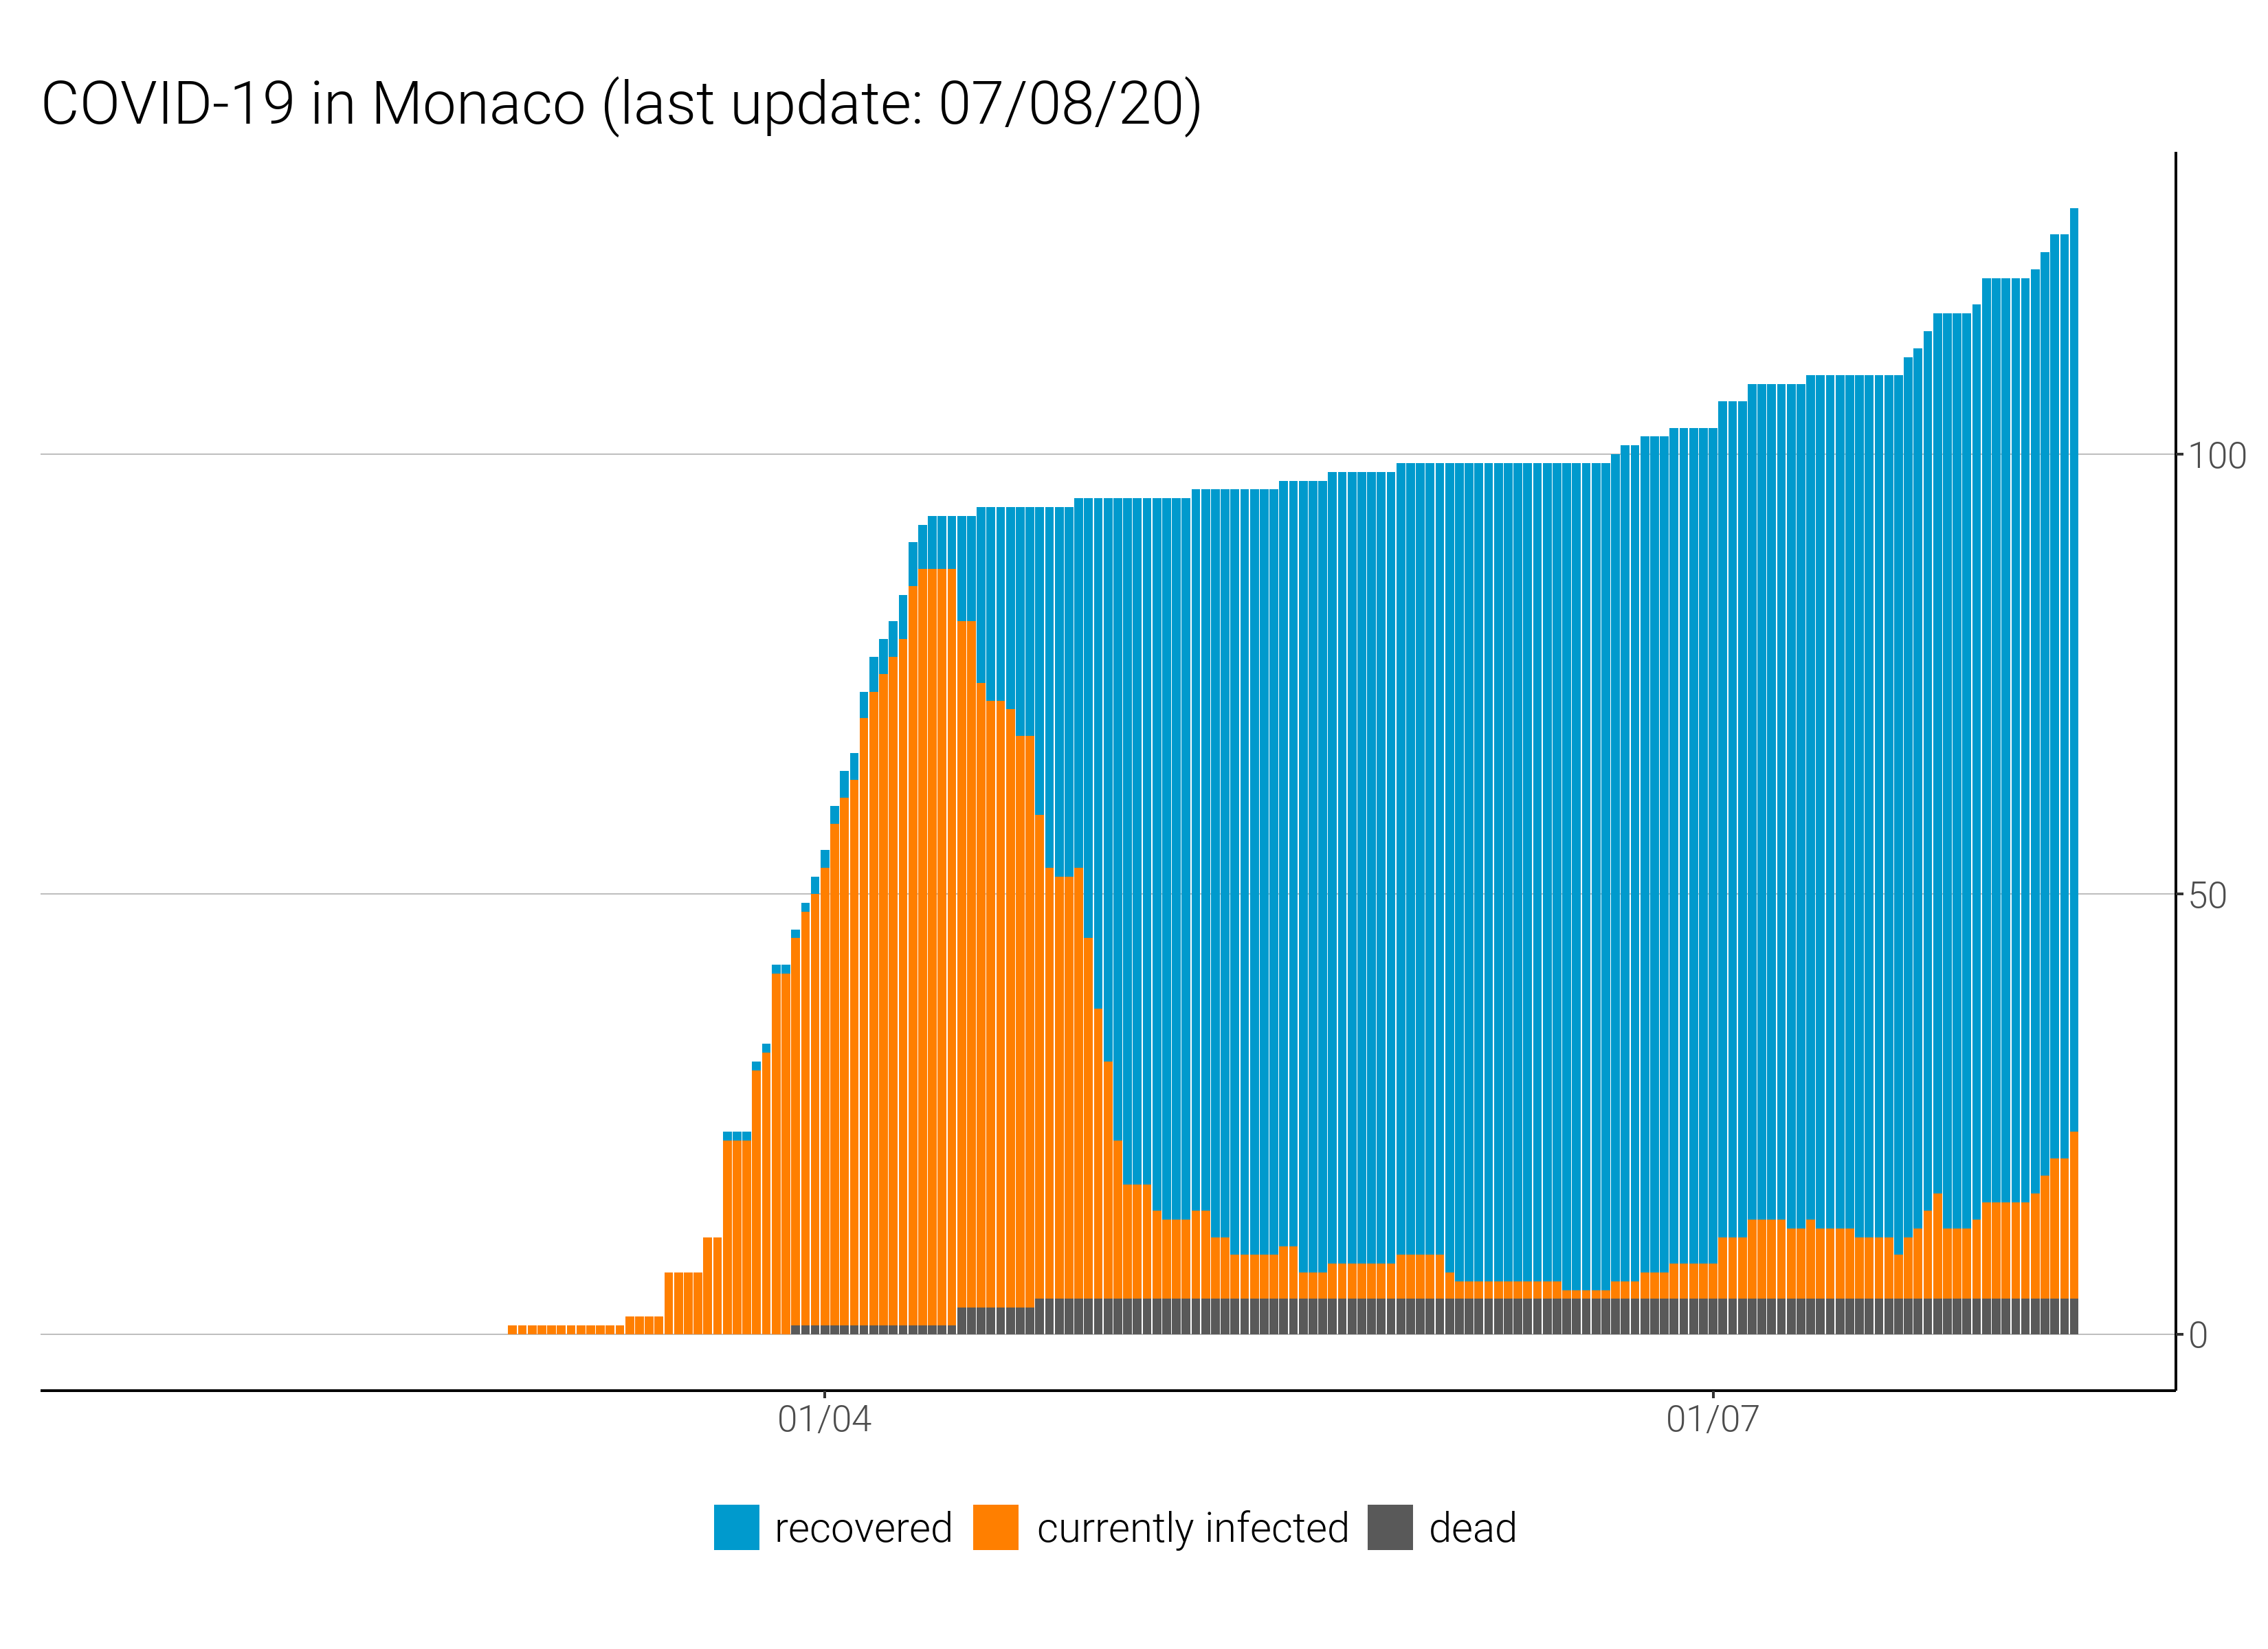 COVID-19 in Monaco (last update: 07/08/20)
100
50
0
01/04 01/07
recovered currently infected dead